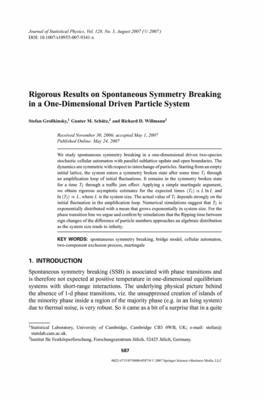 Journal of Statistical Physics, Vol. 128, No. 3, August 2007 (© 2007)
DOI: 10.1007/s10955-007-9341-z
Rigorous Results on Spontaneous Symmetry Breaking
in a One-Dimensional Driven Particle System
Stefan Großkinsky,¹ Gunter M. Schütz,² and Richard D. Willmann²
Received November 30, 2006; accepted May 1, 2007
Published Online: May 24, 2007
We study spontaneous symmetry breaking in a one-dimensional driven two-species
stochastic cellular automaton with parallel sublattice update and open boundaries. The
dynamics are symmetric with respect to interchange of particles. Starting from an empty
initial lattice, the system enters a symmetry broken state after some time T₁ through
an amplification loop of initial fluctuations. It remains in the symmetry broken state
for a time T₂ through a traffic jam effect. Applying a simple martingale argument,
we obtain rigorous asymptotic estimates for the expected times ⟨T₁⟩ ∝ L ln L and
ln⟨T₂⟩ ∝ L, where L is the system size. The actual value of T₁ depends strongly on the
initial fluctuation in the amplification loop. Numerical simulations suggest that T₂ is
exponentially distributed with a mean that grows exponentially in system size. For the
phase transition line we argue and confirm by simulations that the flipping time between
sign changes of the difference of particle numbers approaches an algebraic distribution
as the system size tends to infinity.
KEY WORDS: spontaneous symmetry breaking, bridge model, cellular automaton,
two-component exclusion process, martingale
1. INTRODUCTION
Spontaneous symmetry breaking (SSB) is associated with phase transitions and
is therefore not expected at positive temperature in one-dimensional equilibrium
systems with short-range interactions. The underlying physical picture behind
the absence of 1-d phase transitions, viz. the unsuppressed creation of islands of
the minority phase inside a region of the majority phase (e.g. in an Ising system)
due to thermal noise, is very robust. So it came as a bit of a surprise that in a quite
¹Statistical Laboratory, University of Cambridge, Cambridge CB3 0WB, UK; e-mail: stefan@
statslab.cam.ac.uk.
²Institut für Festkörperforschung, Forschungszentrum Jülich, 52425 Jülich, Germany.
587
0022-4715/07/0800-0587/0 © 2007 Springer Science+Business Media, LLC